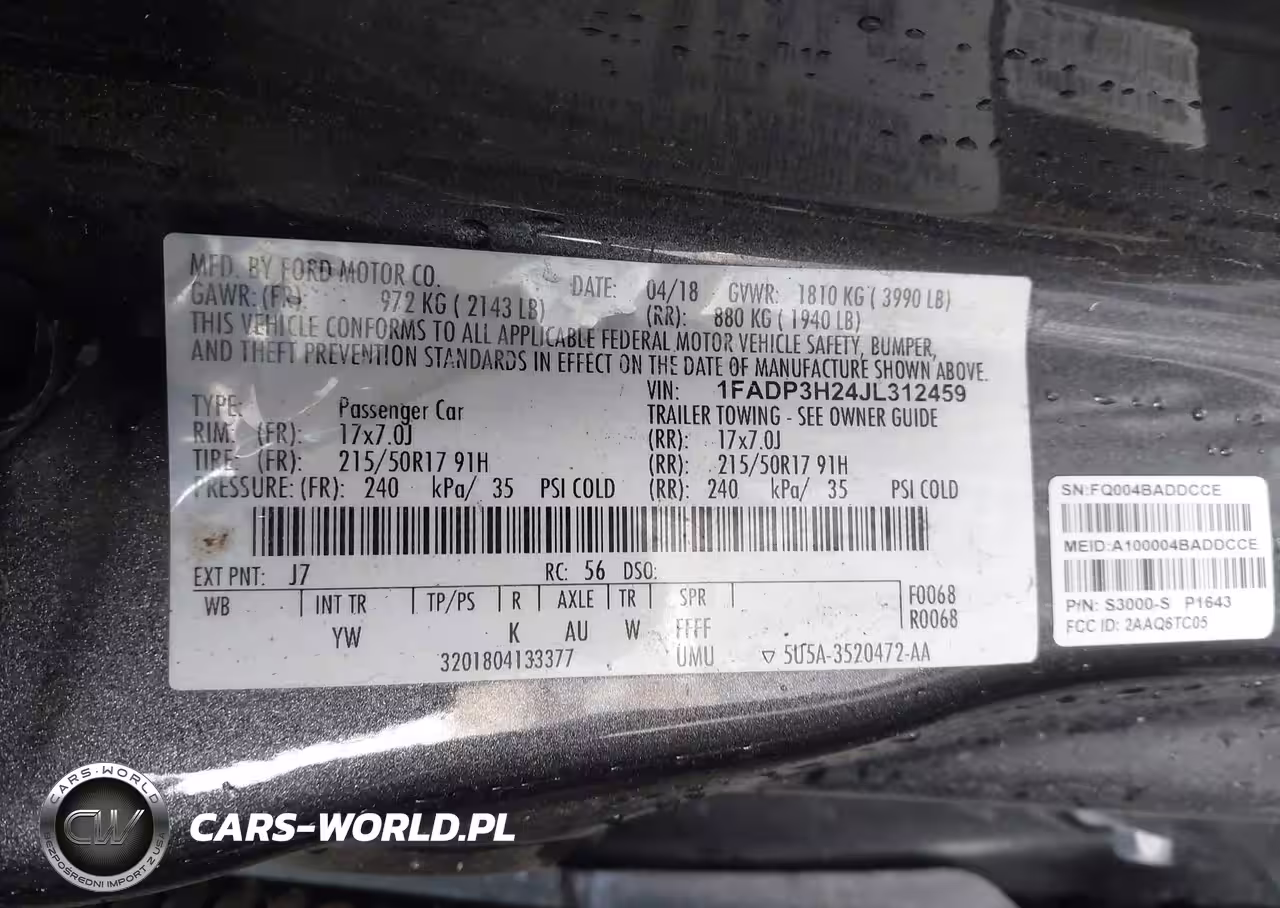 MFD. BY FORD MOTOR CO. DATE: 04/18 GVWR: 1810 KG ( 3990 LB)
GAWR: (FR): 972 KG ( 2143 LB) (RR): 880 KG ( 1940 LB)
THIS VEHICLE CONFORMS TO ALL APPLICABLE FEDERAL MOTOR VEHICLE SAFETY, BUMPER,
AND THEFT PREVENTION STANDARDS IN EFFECT ON THE DATE OF MANUFACTURE SHOWN ABOVE.
VIN: 1FADP3H24JL312459
TYPE: Passenger Car TRAILER TOWING - SEE OWNER GUIDE
RIM: (FR): 17x7.0J (RR): 17x7.0J
TIRE: (FR): 215/50R17 91H (RR): 215/50R17 91H
PRESSURE: (FR): 240 kPa/ 35 PSI COLD (RR): 240 kPa/ 35 PSI COLD
EXT PNT: J7 RC: 56 DSO:
WB INT TR TP/PS R AXLE TR SPR F0068
YW K AU W FFFF R0068
3201804133377 UMU ▽ 5U5A-3520472-AA
SN:FQ004BADDCCE
MEID:A100004BADDCCE
P/N: S3000-S P1643
FCC ID: 2AAQ6TC05
CARS-WORLD
CW
BEZPOŚREDNI IMPORT Z USA
CARS-WORLD.PL